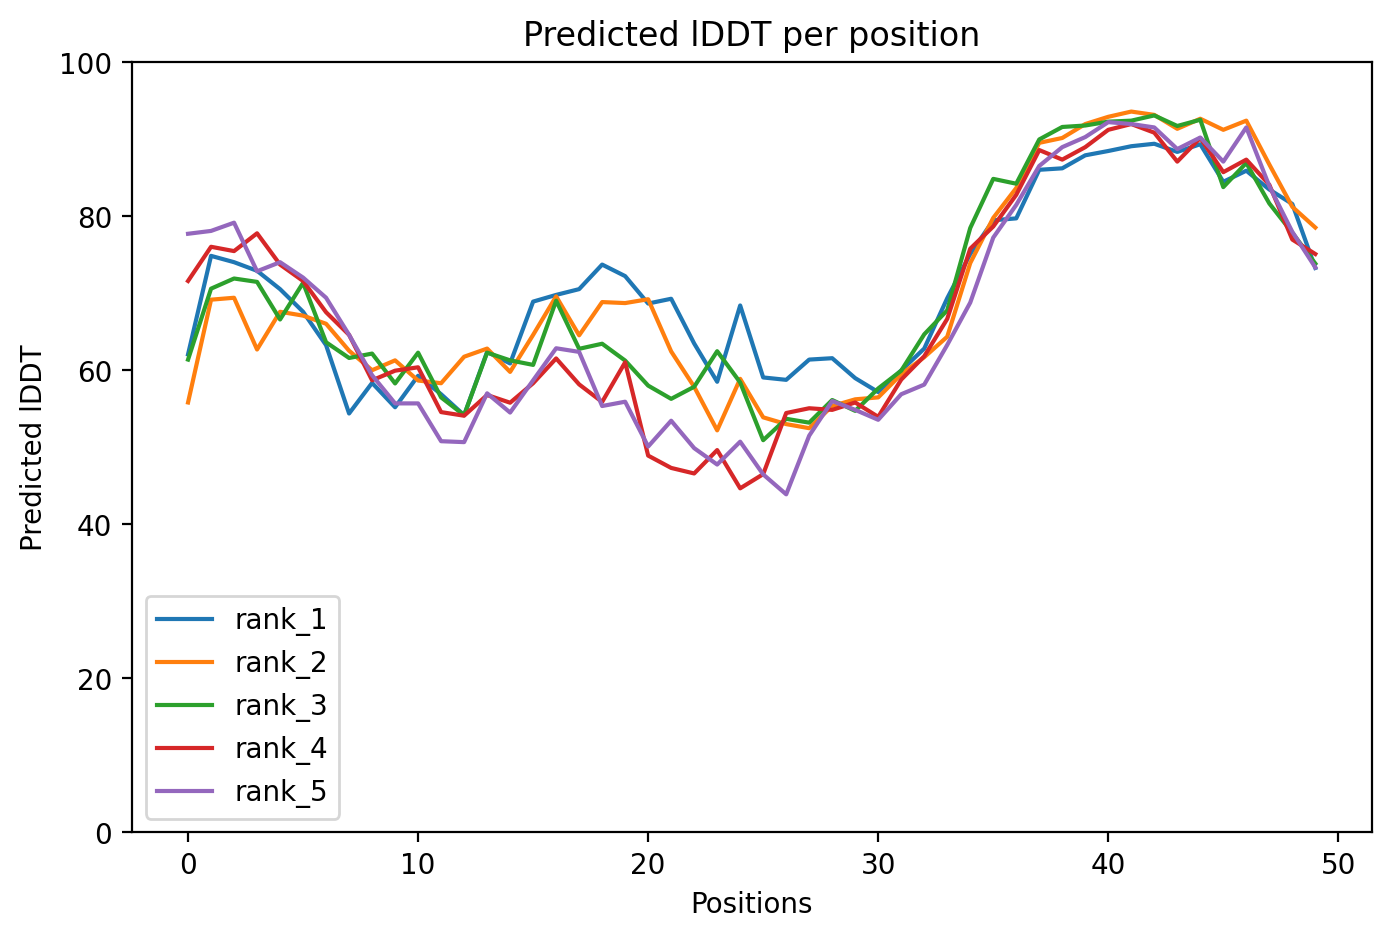 Predicted lDDT per position
100
80
60
40
20
0
Predicted lDDT
rank_1
rank_2
rank_3
rank_4
rank_5
0 10 20 30 40 50
Positions